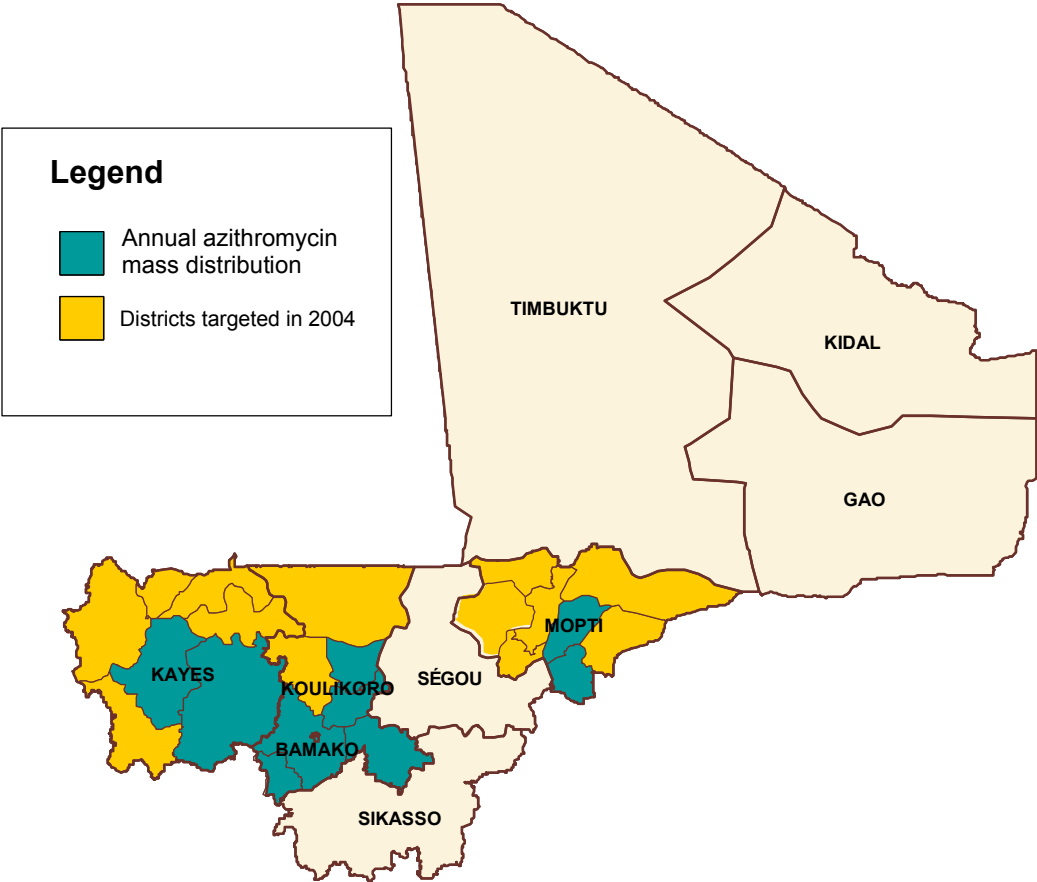 Legend
Annual azithromycin
mass distribution
Districts targeted in 2004
TIMBUKTU
KIDAL
GAO
MOPTI
KAYES
SÉGOU
KOULIKORO
BAMAKO
SIKASSO